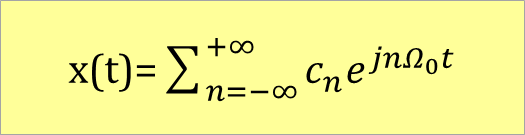 x(t)=∑_{n=−∞}^{+∞} c_n e^{jnΩ_0t}